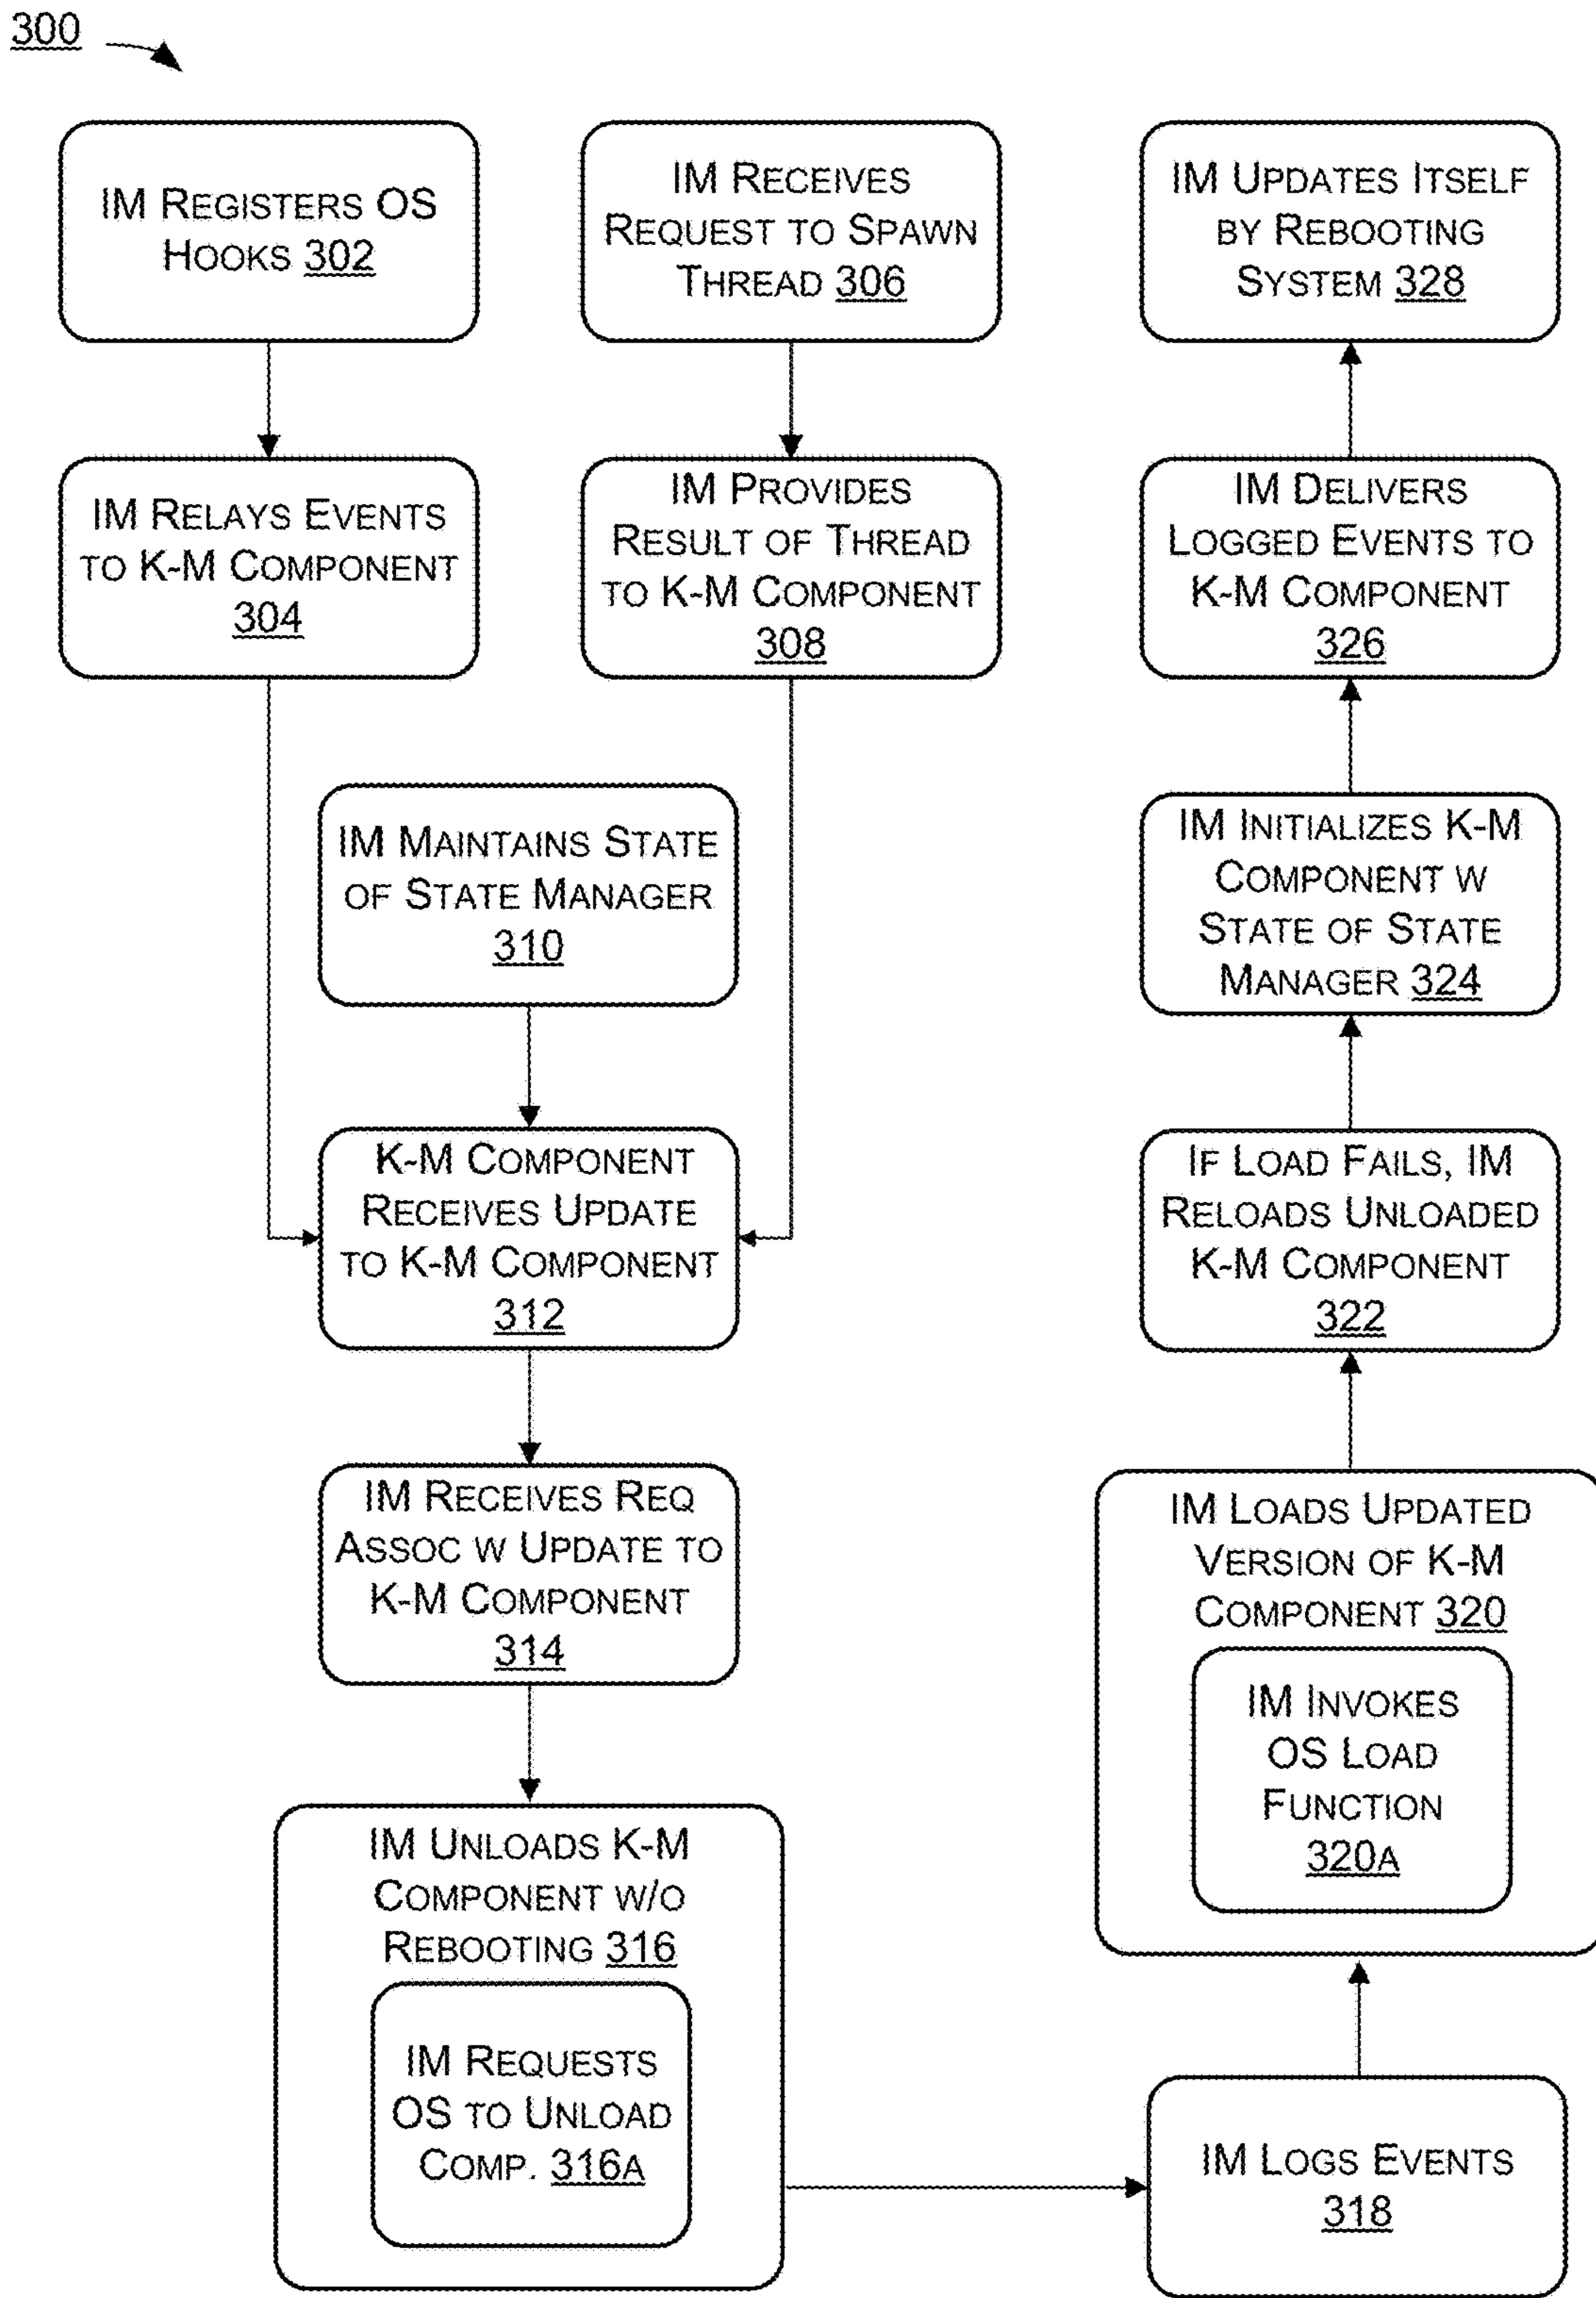 300
IM REGISTERS OS
HOOKS 302
IM RECEIVES
REQUEST TO SPAWN
THREAD 306
IM UPDATES ITSELF
BY REBOOTING
SYSTEM 328
IM RELAYS EVENTS
TO K-M COMPONENT
304
IM PROVIDES
RESULT OF THREAD
TO K-M COMPONENT
308
IM DELIVERS
LOGGED EVENTS TO
K-M COMPONENT
326
IM MAINTAINS STATE
OF STATE MANAGER
310
IM INITIALIZES K-M
COMPONENT W
STATE OF STATE
MANAGER 324
K-M COMPONENT
RECEIVES UPDATE
TO K-M COMPONENT
312
IF LOAD FAILS, IM
RELOADS UNLOADED
K-M COMPONENT
322
IM RECEIVES REQ
ASSOC W UPDATE TO
K-M COMPONENT
314
IM LOADS UPDATED
VERSION OF K-M
COMPONENT 320
IM INVOKES
OS LOAD
FUNCTION
320A
IM UNLOADS K-M
COMPONENT W/O
REBOOTING 316
IM REQUESTS
OS TO UNLOAD
COMP. 316A
IM LOGS EVENTS
318